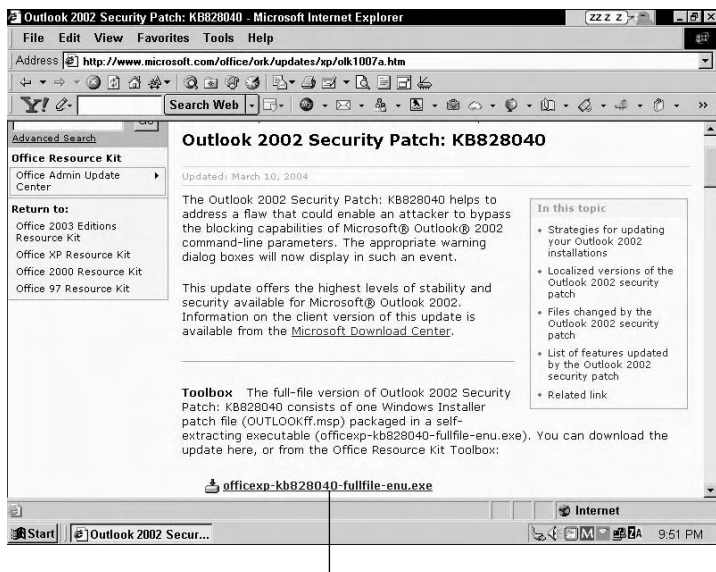 Outlook 2002 Security Patch: KB828040 - Microsoft Internet Explorer
zz z z
File Edit View Favorites Tools Help
Address http://www.microsoft.com/office/ork/updates/xp/olk1007a.htm
Y! Search Web
Advanced Search
Office Resource Kit
Office Admin Update
Center
Return to:
Office 2003 Editions
Resource Kit
Office XP Resource Kit
Office 2000 Resource Kit
Office 97 Resource Kit
Outlook 2002 Security Patch: KB828040
Updated: March 10, 2004
The Outlook 2002 Security Patch: KB828040 helps to
address a flaw that could enable an attacker to bypass
the blocking capabilities of Microsoft® Outlook® 2002
command-line parameters. The appropriate warning
dialog boxes will now display in such an event.
This update offers the highest levels of stability and
security available for Microsoft® Outlook 2002.
Information on the client version of this update is
available from the Microsoft Download Center.
In this topic
Strategies for updating
your Outlook 2002
installations
Localized versions of the
Outlook 2002 security
patch
Files changed by the
Outlook 2002 security
patch
List of features updated
by the Outlook 2002
security patch
Related link
Toolbox The full-file version of Outlook 2002 Security
Patch: KB828040 consists of one Windows Installer
patch file (OUTLOOKff.msp) packaged in a self-
extracting executable (officexp-kb828040-fullfile-enu.exe). You can download the
update here, or from the Office Resource Kit Toolbox:
officexp-kb828040-fullfile-enu.exe
Internet
Start Outlook 2002 Secur... 9:51 PM